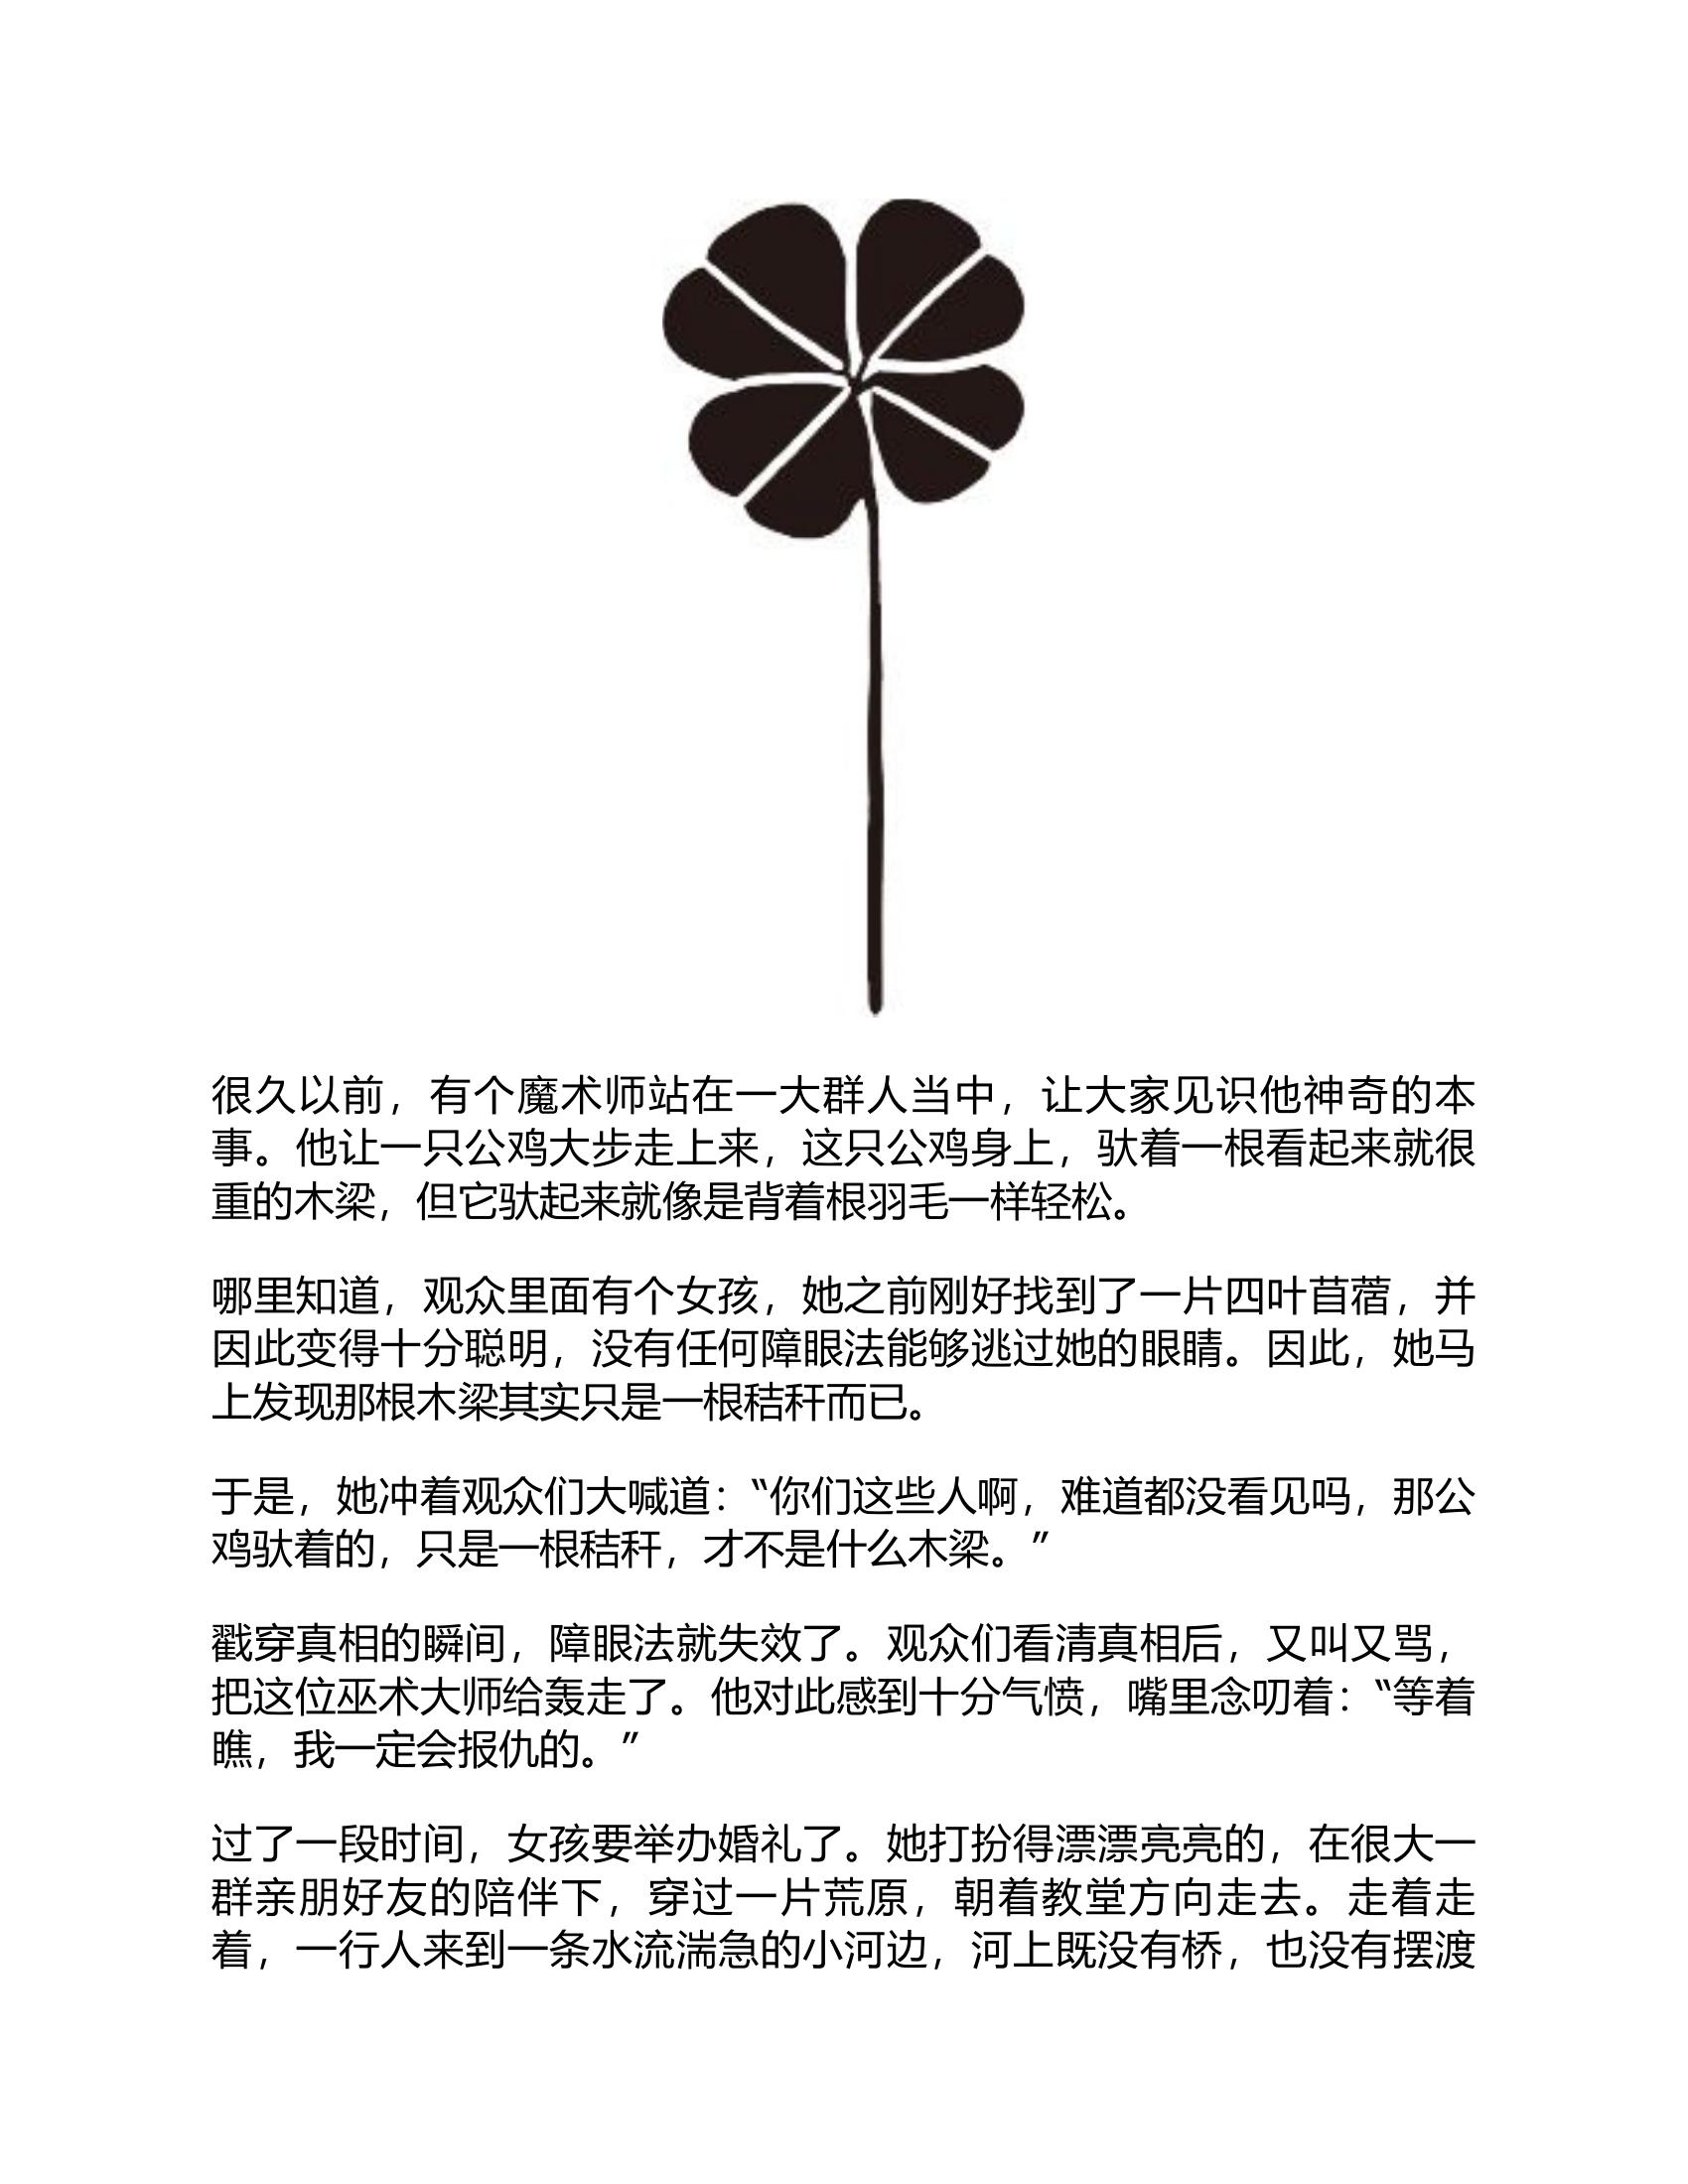 很久以前，有个魔术师站在一大群人当中，让大家见识他神奇的本
事。他让一只公鸡大步走上来，这只公鸡身上，驮着一根看起来就很
重的木梁，但它驮起来就像是背着根羽毛一样轻松。
哪里知道，观众里面有个女孩，她之前刚好找到了一片四叶苜蓿，并
因此变得十分聪明，没有任何障眼法能够逃过她的眼睛。因此，她马
上发现那根木梁其实只是一根秸秆而已。
于是，她冲着观众们大喊道：“你们这些人啊，难道都没看见吗，那公
鸡驮着的，只是一根秸秆，才不是什么木梁。”
戳穿真相的瞬间，障眼法就失效了。观众们看清真相后，又叫又骂，
把这位巫术大师给轰走了。他对此感到十分气愤，嘴里念叨着：“等着
瞧，我一定会报仇的。”
过了一段时间，女孩要举办婚礼了。她打扮得漂漂亮亮的，在很大一
群亲朋好友的陪伴下，穿过一片荒原，朝着教堂方向走去。走着走
着，一行人来到一条水流湍急的小河边，河上既没有桥，也没有摆渡